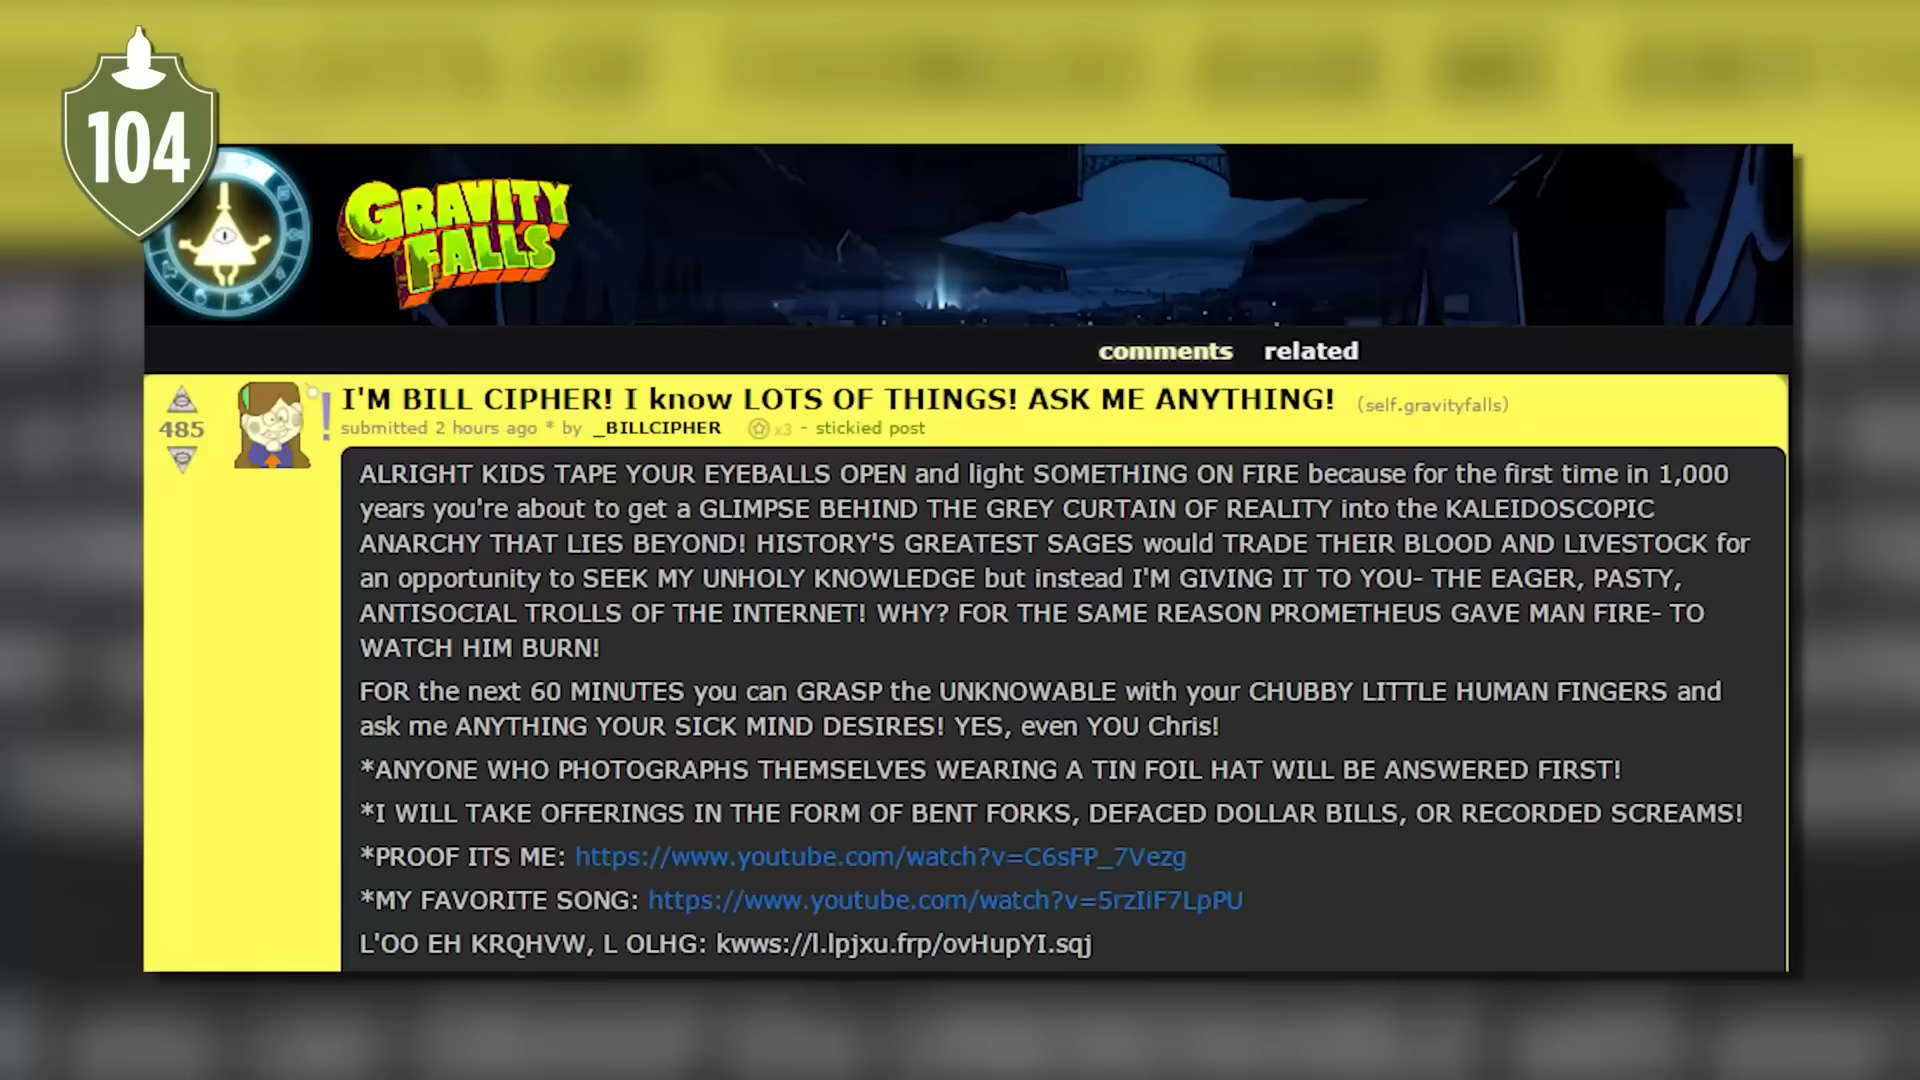 104
GRAVITY
FALLS
comments related
485
I'M BILL CIPHER! I know LOTS OF THINGS! ASK ME ANYTHING! (self.gravityfalls)
submitted 2 hours ago * by _BILLCIPHER x3 - stickied post
ALRIGHT KIDS TAPE YOUR EYEBALLS OPEN and light SOMETHING ON FIRE because for the first time in 1,000
years you're about to get a GLIMPSE BEHIND THE GREY CURTAIN OF REALITY into the KALEIDOSCOPIC
ANARCHY THAT LIES BEYOND! HISTORY'S GREATEST SAGES would TRADE THEIR BLOOD AND LIVESTOCK for
an opportunity to SEEK MY UNHOLY KNOWLEDGE but instead I'M GIVING IT TO YOU- THE EAGER, PASTY,
ANTISOCIAL TROLLS OF THE INTERNET! WHY? FOR THE SAME REASON PROMETHEUS GAVE MAN FIRE- TO
WATCH HIM BURN!
FOR the next 60 MINUTES you can GRASP the UNKNOWABLE with your CHUBBY LITTLE HUMAN FINGERS and
ask me ANYTHING YOUR SICK MIND DESIRES! YES, even YOU Chris!
*ANYONE WHO PHOTOGRAPHS THEMSELVES WEARING A TIN FOIL HAT WILL BE ANSWERED FIRST!
*I WILL TAKE OFFERINGS IN THE FORM OF BENT FORKS, DEFACED DOLLAR BILLS, OR RECORDED SCREAMS!
*PROOF ITS ME: https://www.youtube.com/watch?v=C6sFP_7Vezg
*MY FAVORITE SONG: https://www.youtube.com/watch?v=5rzIiF7LpPU
L'OO EH KRQHVW, L OLHG: kwws://l.lpjxu.frp/ovHupYI.sqj